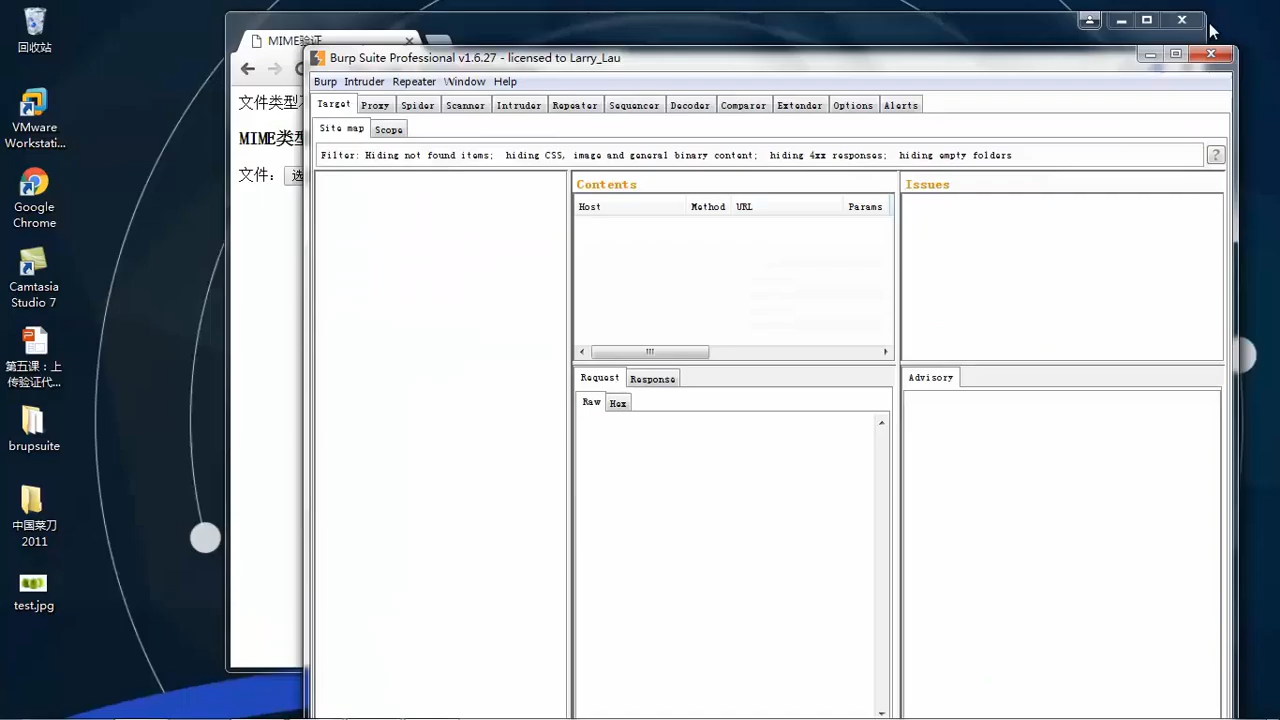 回收站
VMware
Workstati...
Google
Chrome
Camtasia
Studio 7
第五课：上
传验证代...
brupsuite
中国菜刀
2011
test.jpg
MIME验证
文件类型
MIME类型
文件：
Burp Suite Professional v1.6.27 - licensed to Larry_Lau
Burp Intruder Repeater Window Help
Target Proxy Spider Scanner Intruder Repeater Sequencer Decoder Comparer Extender Options Alerts
Site map Scope
Filter: Hiding not found items; hiding CSS, image and general binary content; hiding 4xx responses; hiding empty folders
?
Contents
Host Method URL Params
Issues
Request Response
Raw Hex
Advisory